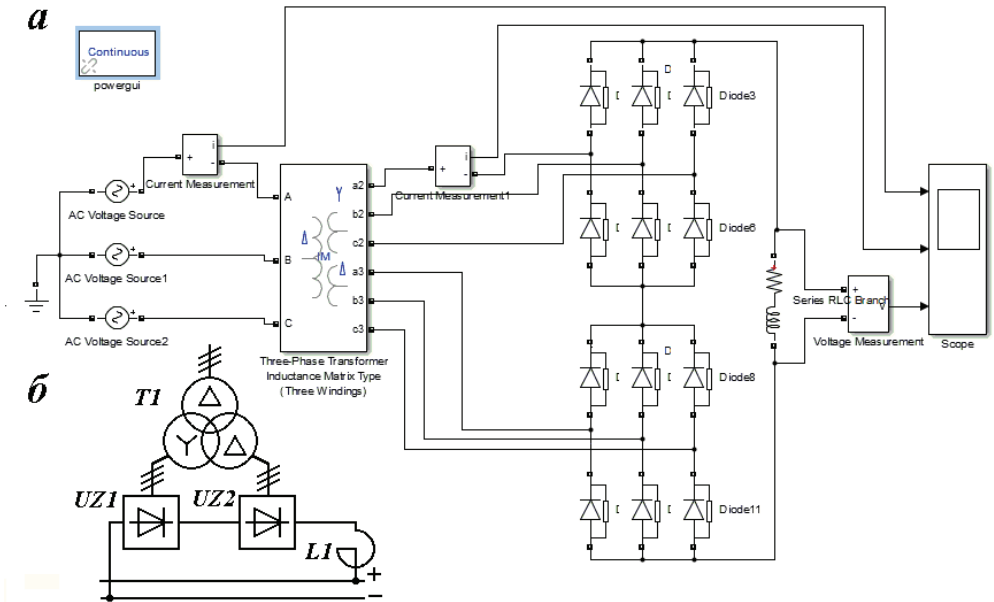 а
Continuous
powergui
i
+
-
Current Measurement
i
+
-
Current Measurement1
+
AC Voltage Source
+
AC Voltage Source1
+
AC Voltage Source2
A
B
C
Y
Δ
Δ
a2
b2
c2
a3
b3
c3
Three-Phase Transformer
Inductance Matrix Type
(Three Windings)
D
Diode3
Diode6
D
Diode8
Diode11
Series RLC Branch
+
-
v
Voltage Measurement
Scope
б
T1
Δ
Y
Δ
UZ1
UZ2
L1
+
−